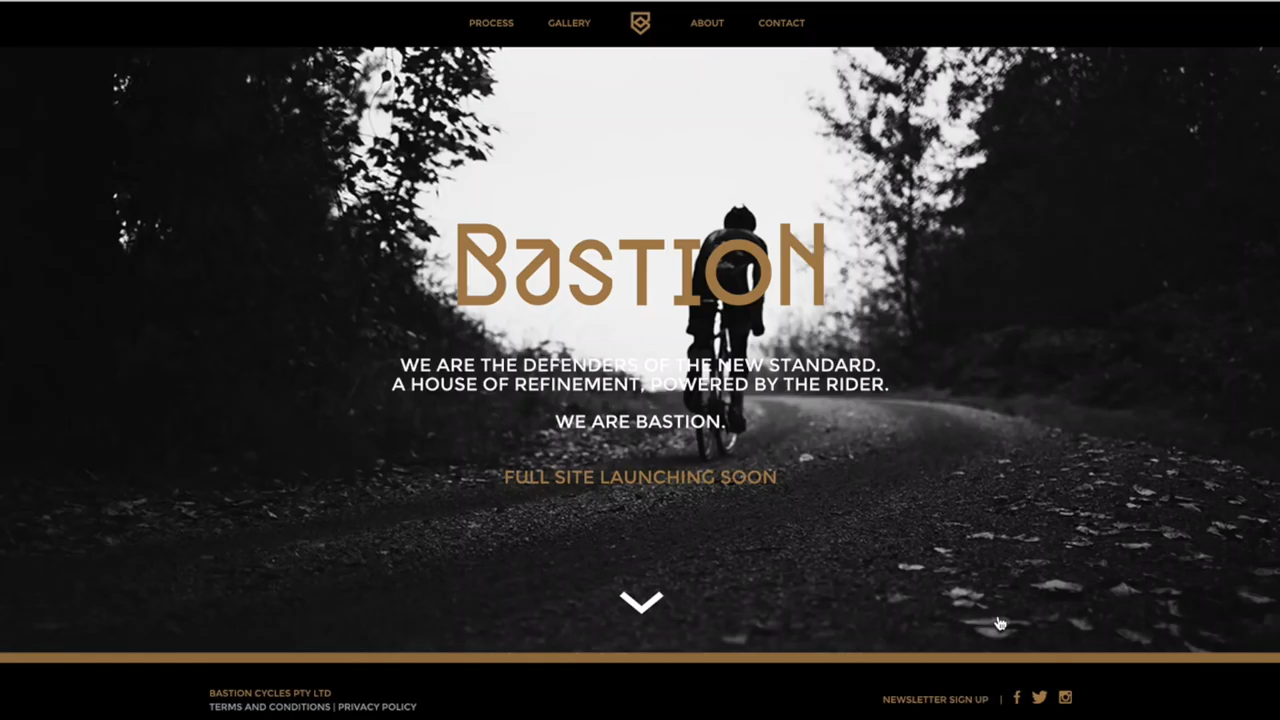 PROCESS GALLERY ABOUT CONTACT
BASTION
WE ARE THE DEFENDERS OF THE NEW STANDARD.
A HOUSE OF REFINEMENT, POWERED BY THE RIDER.
WE ARE BASTION.
FULL SITE LAUNCHING SOON
BASTION CYCLES PTY LTD
TERMS AND CONDITIONS | PRIVACY POLICY
NEWSLETTER SIGN UP |